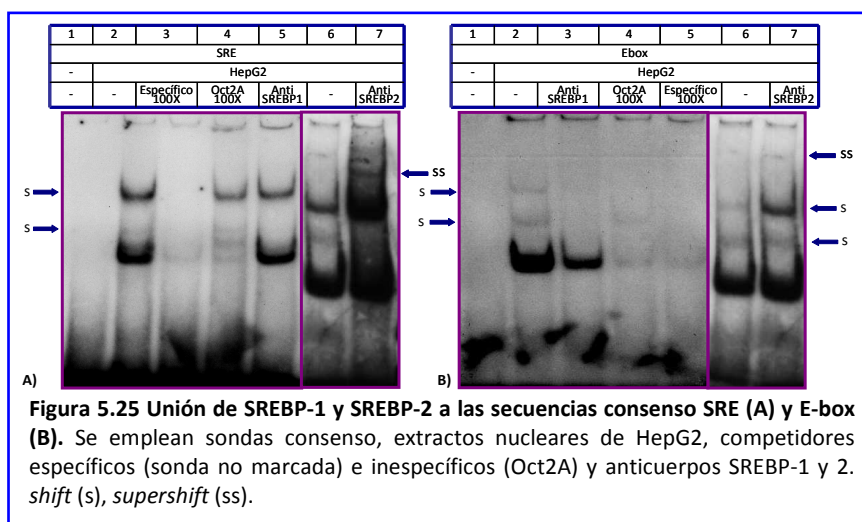 1 2 3 4 5 6 7
SRE
- HepG2
- Específico 100X Oct2A 100X Anti SREBP1 - Anti SREBP2
S
S
SS
A)
1 2 3 4 5 6 7
Ebox
- HepG2
- Anti SREBP1 Oct2A 100X Específico 100X - Anti SREBP2
S
S
SS
S
S
B)
Figura 5.25 Unión de SREBP-1 y SREBP-2 a las secuencias consenso SRE (A) y E-box
(B). Se emplean sondas consenso, extractos nucleares de HepG2, competidores
específicos (sonda no marcada) e inespecíficos (Oct2A) y anticuerpos SREBP-1 y 2.
shift (s), supershift (ss).